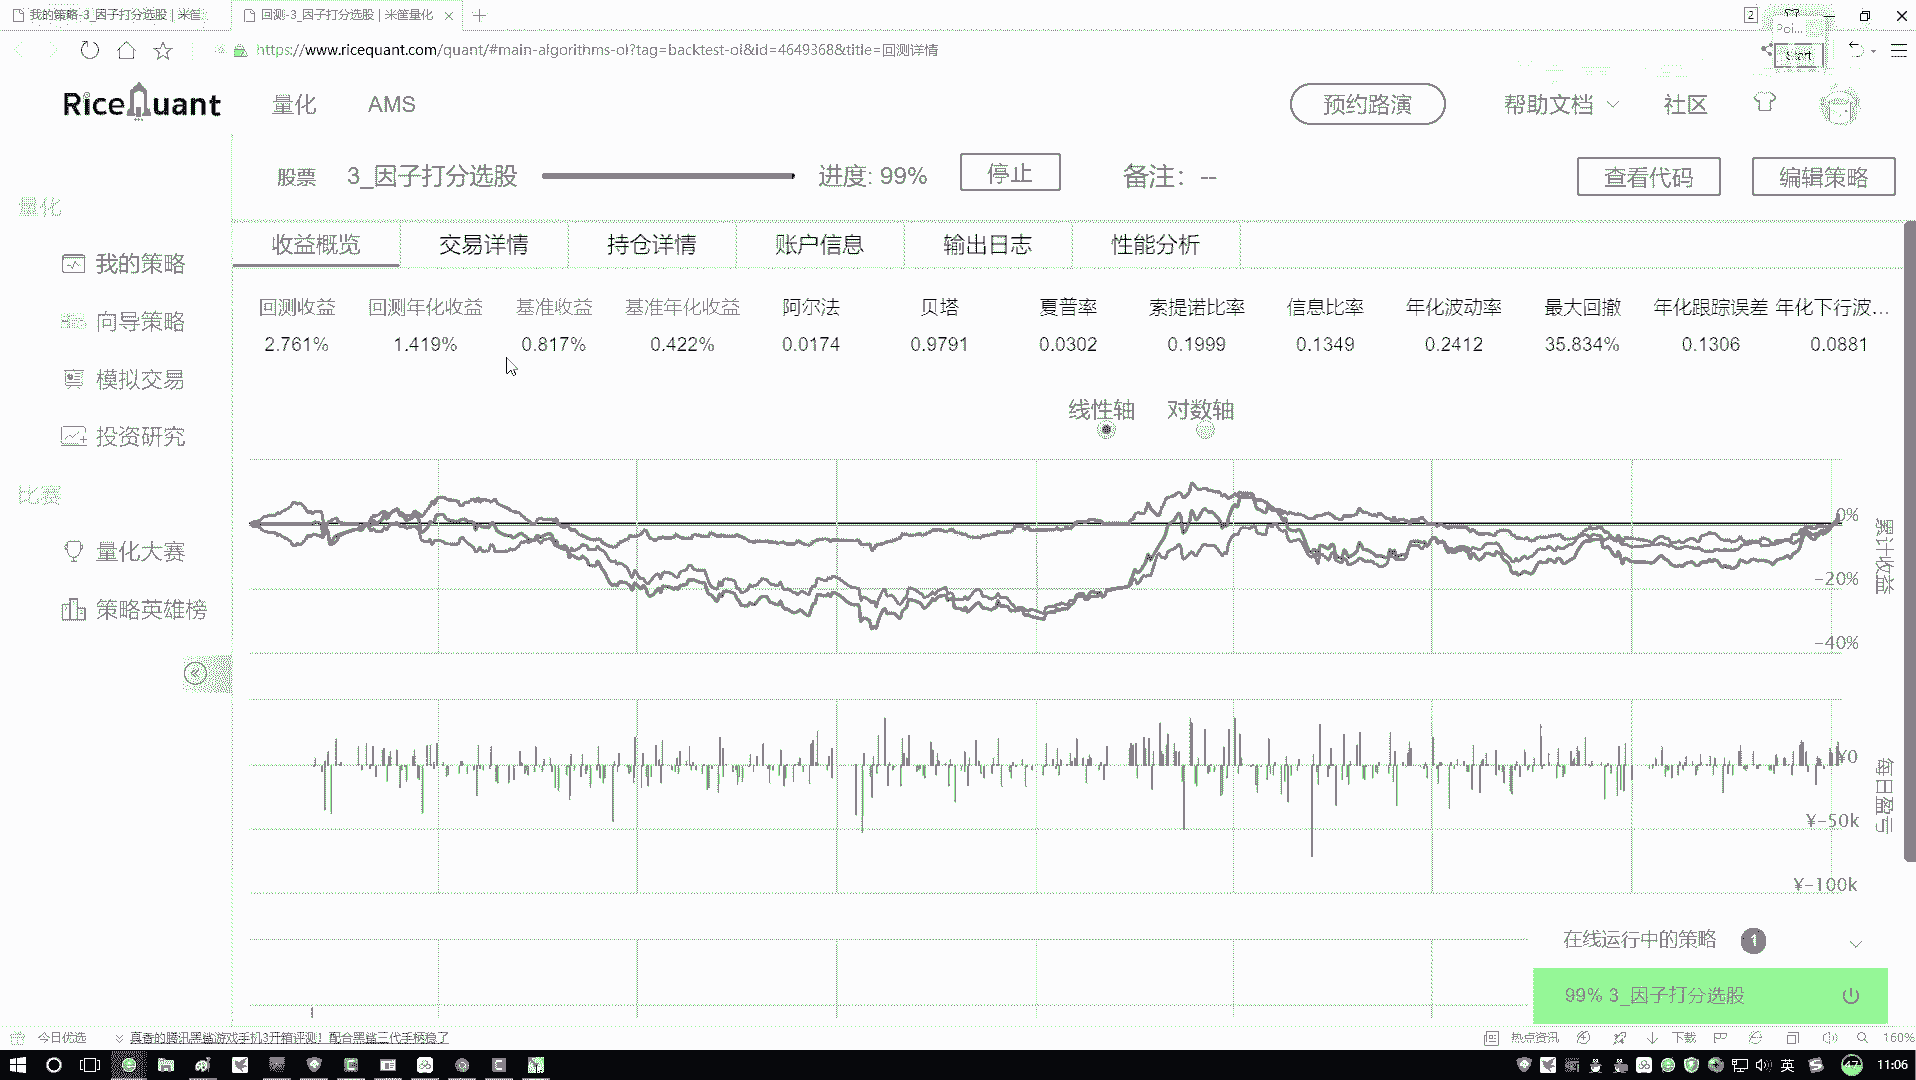 我的策略-3_因子打分选股 | 米筐
回测-3_因子打分选股 | 米筐量化
2
Poi...
Start
https://www.ricequant.com/quant/#main-algorithms-ol?tag=backtest-ol&id=4649368&title=回测详情
RiceQuant
量化
AMS
预约路演
帮助文档
社区
股票
3_因子打分选股
进度: 99%
停止
备注: --
查看代码
编辑策略
量化
我的策略
向导策略
模拟交易
投资研究
比赛
量化大赛
策略英雄榜
收益概览
交易详情
持仓详情
账户信息
输出日志
性能分析
回测收益 回测年化收益 基准收益 基准年化收益 阿尔法 贝塔 夏普率 索提诺比率 信息比率 年化波动率 最大回撤 年化跟踪误差 年化下行波...
2.761% 1.419% 0.817% 0.422% 0.0174 0.9791 0.0302 0.1999 0.1349 0.2412 35.834% 0.1306 0.0881
线性轴
对数轴
0%
-20%
-40%
累计收益
¥0
¥-50k
¥-100k
每日盈亏
在线运行中的策略 1
99% 3_因子打分选股
今日优选
真香的腾讯黑鲨游戏手机3开箱评测！配合黑鲨三代手柄稳了
热点资讯
下载
160%
英
47
11:06